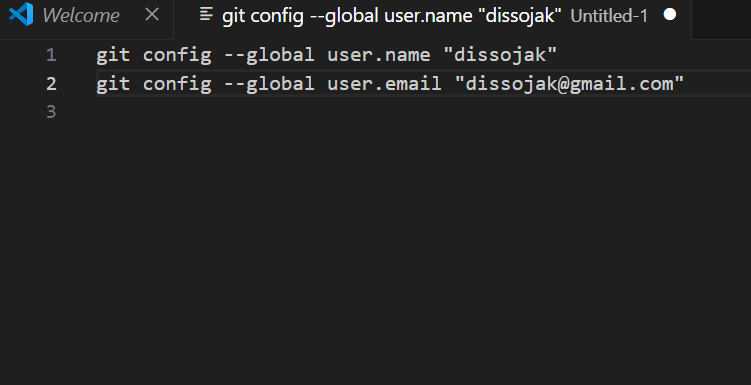 Welcome
git config --global user.name "dissojak" Untitled-1
1 git config --global user.name "dissojak"
2 git config --global user.email "dissojak@gmail.com"
3